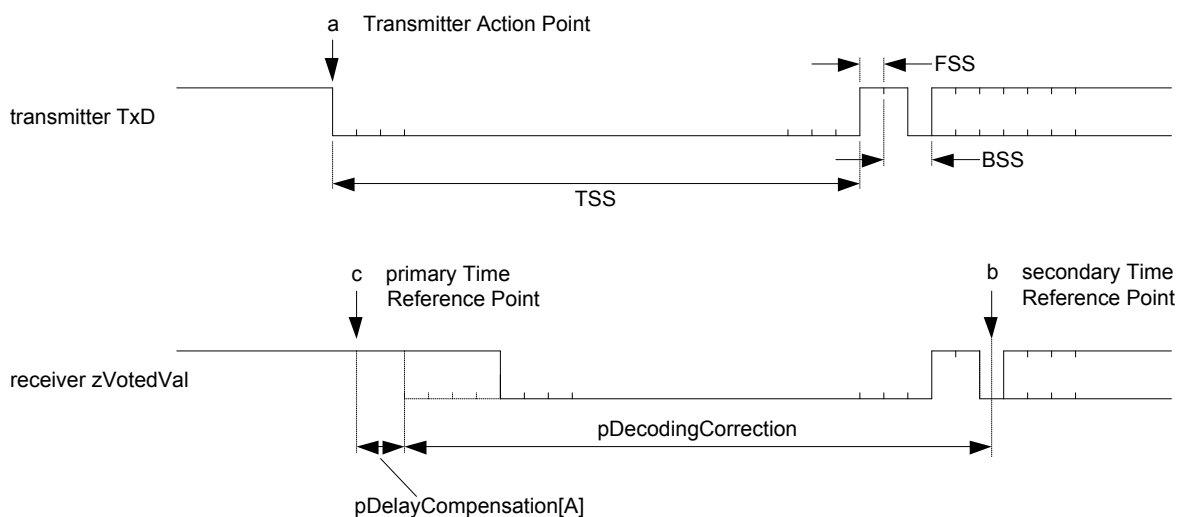 a Transmitter Action Point
FSS
transmitter TxD
BSS
TSS
c primary Time
Reference Point
b secondary Time
Reference Point
receiver zVotedVal
pDecodingCorrection
pDelayCompensation[A]